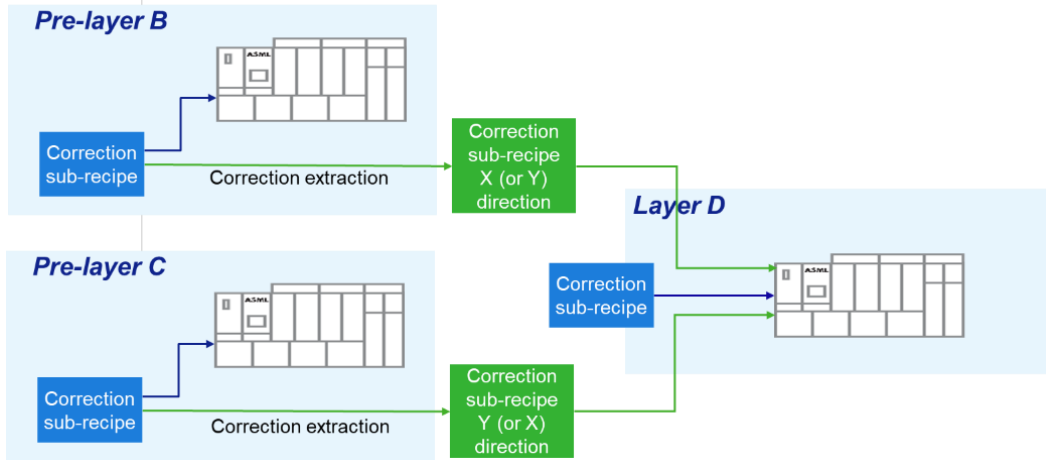 Pre-layer B
ASML
Correction
sub-recipe
Correction extraction
Correction
sub-recipe
X (or Y)
direction
Layer D
ASML
Correction
sub-recipe
Pre-layer C
ASML
Correction
sub-recipe
Correction extraction
Correction
sub-recipe
Y (or X)
direction